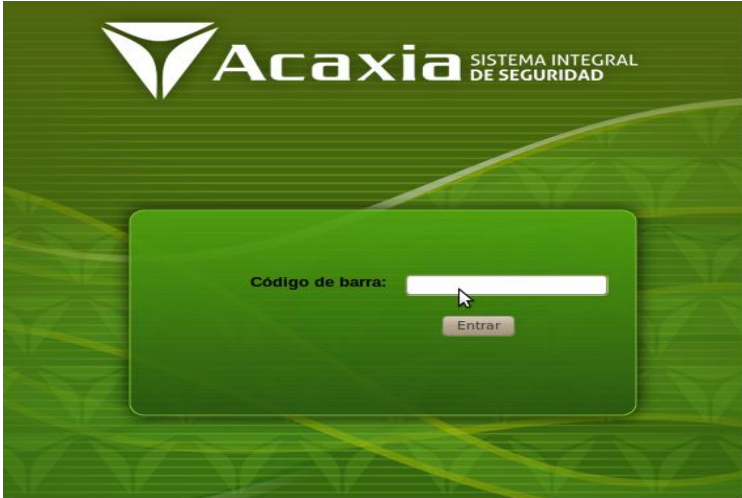 Acaxia
SISTEMA INTEGRAL
DE SEGURIDAD
Código de barra:
Entrar